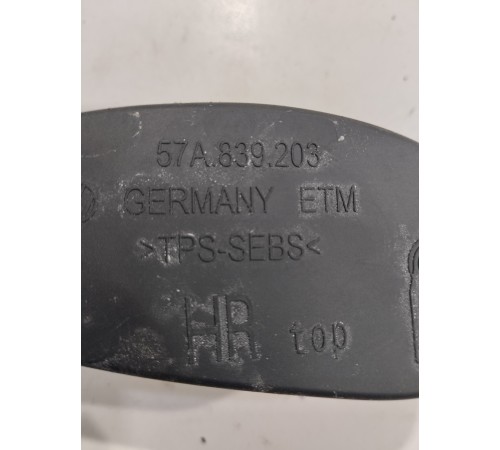 57A.839.203
GERMANY ETM
>TPS-SEBS<
HR top